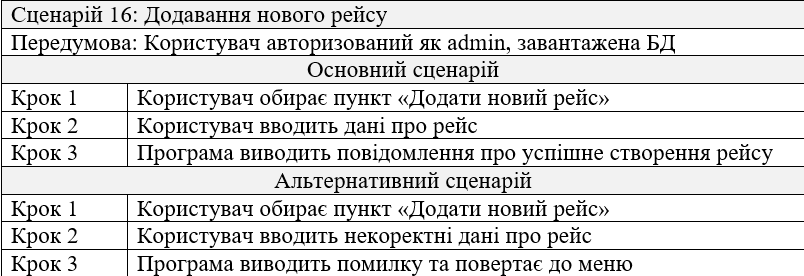 Сценарій 16: Додавання нового рейсу
Передумова: Користувач авторизований як admin, завантажена БД
Основний сценарій
Крок 1 Користувач обирає пункт «Додати новий рейс»
Крок 2 Користувач вводить дані про рейс
Крок 3 Програма виводить повідомлення про успішне створення рейсу
Альтернативний сценарій
Крок 1 Користувач обирає пункт «Додати новий рейс»
Крок 2 Користувач вводить некоректні дані про рейс
Крок 3 Програма виводить помилку та повертає до меню